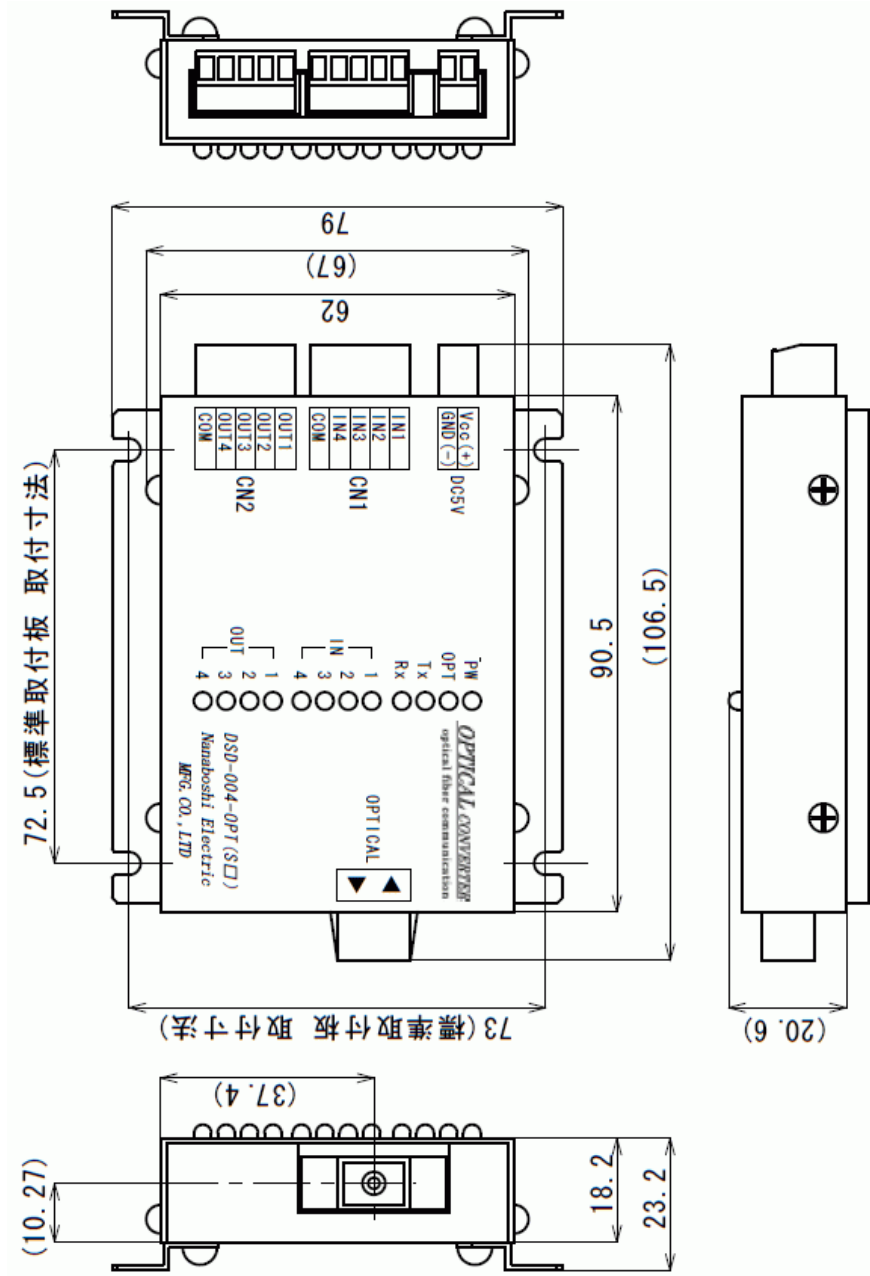 79
(67)
62
Vcc(+)
GND(-)
DC5V
IN1
IN2
IN3
IN4
COM
CN1
OUT1
OUT2
OUT3
OUT4
COM
CN2
72.5(標準取付板 取付寸法)
90.5
(106.5)
PW
OPT
Tx
Rx
IN
1
2
3
4
OUT
1
2
3
4
OPTICAL CONVERTER
optical fiber communication
OPTICAL
DSD-004-OPT(S□)
Nanaboshi Electric
MFG.CO.,LTD
73(標準取付板 取付寸法)
(20.6)
(37.4)
(10.27)
18.2
23.2